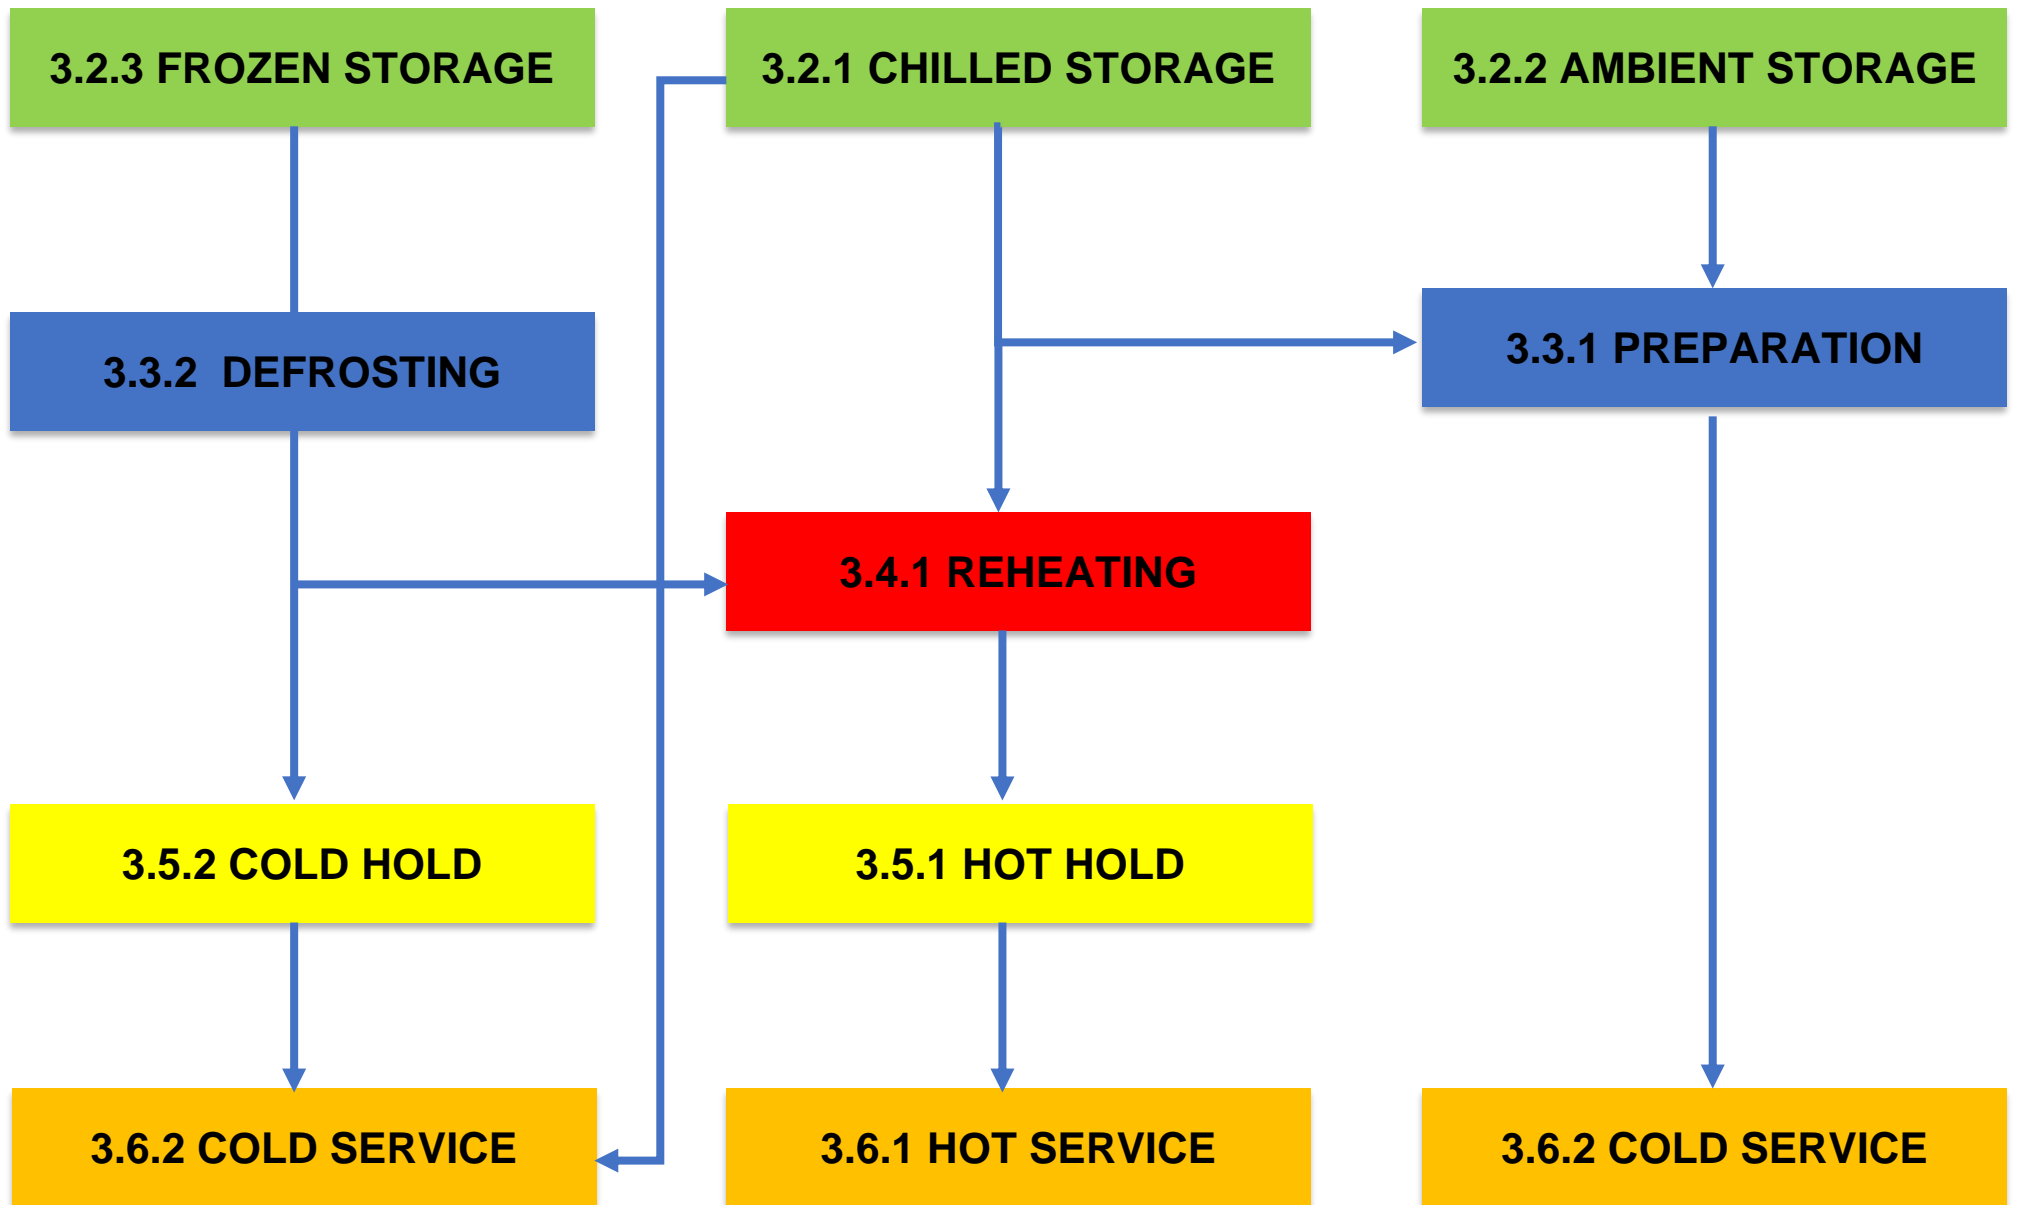 3.2.3 FROZEN STORAGE
3.2.1 CHILLED STORAGE
3.2.2 AMBIENT STORAGE
3.3.2  DEFROSTING
3.3.1 PREPARATION
3.4.1 REHEATING
3.5.2 COLD HOLD
3.5.1 HOT HOLD
3.6.2 COLD SERVICE
3.6.1 HOT SERVICE
3.6.2 COLD SERVICE